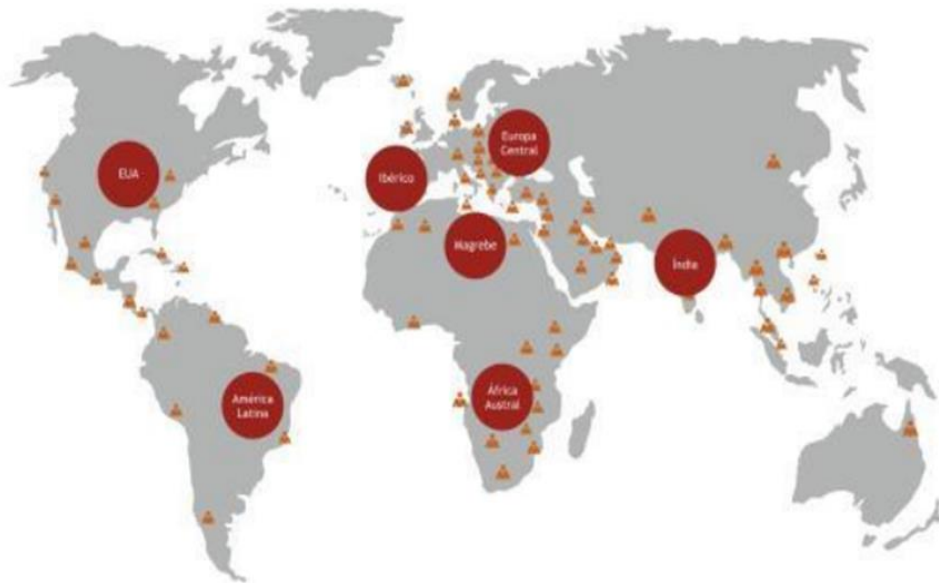 EUA
Ibérico
Europa
Central
Magrebe
Índia
América
Latina
África
Austral